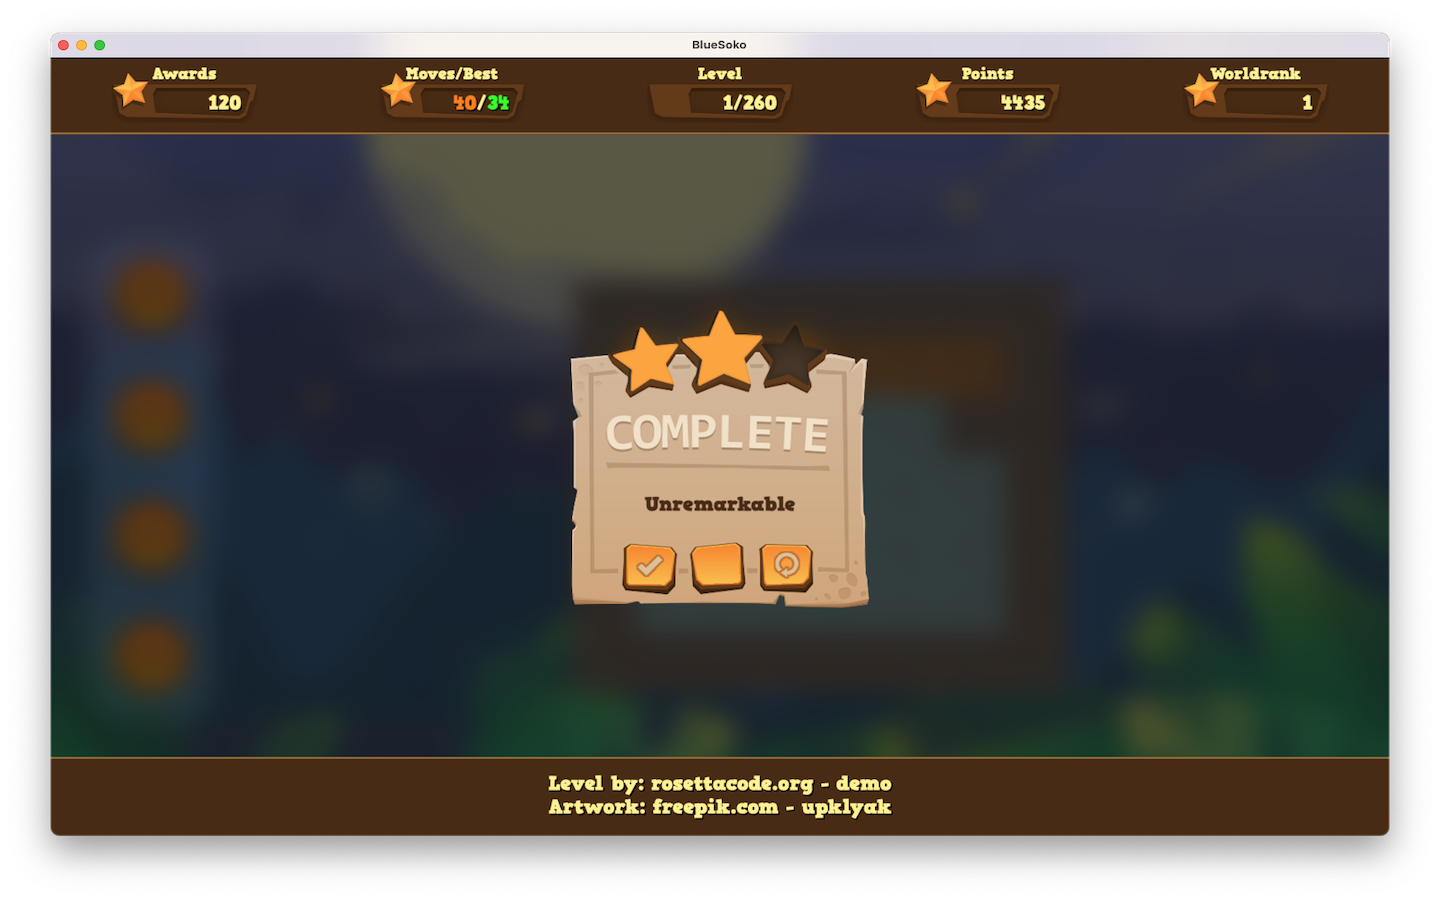 BlueSoko
Awards
120
Moves/Best
40/34
Level
1/260
Points
4435
Worldrank
1
COMPLETE
Unremarkable
Level by: rosettacode.org - demo
Artwork: freepik.com - upklyak